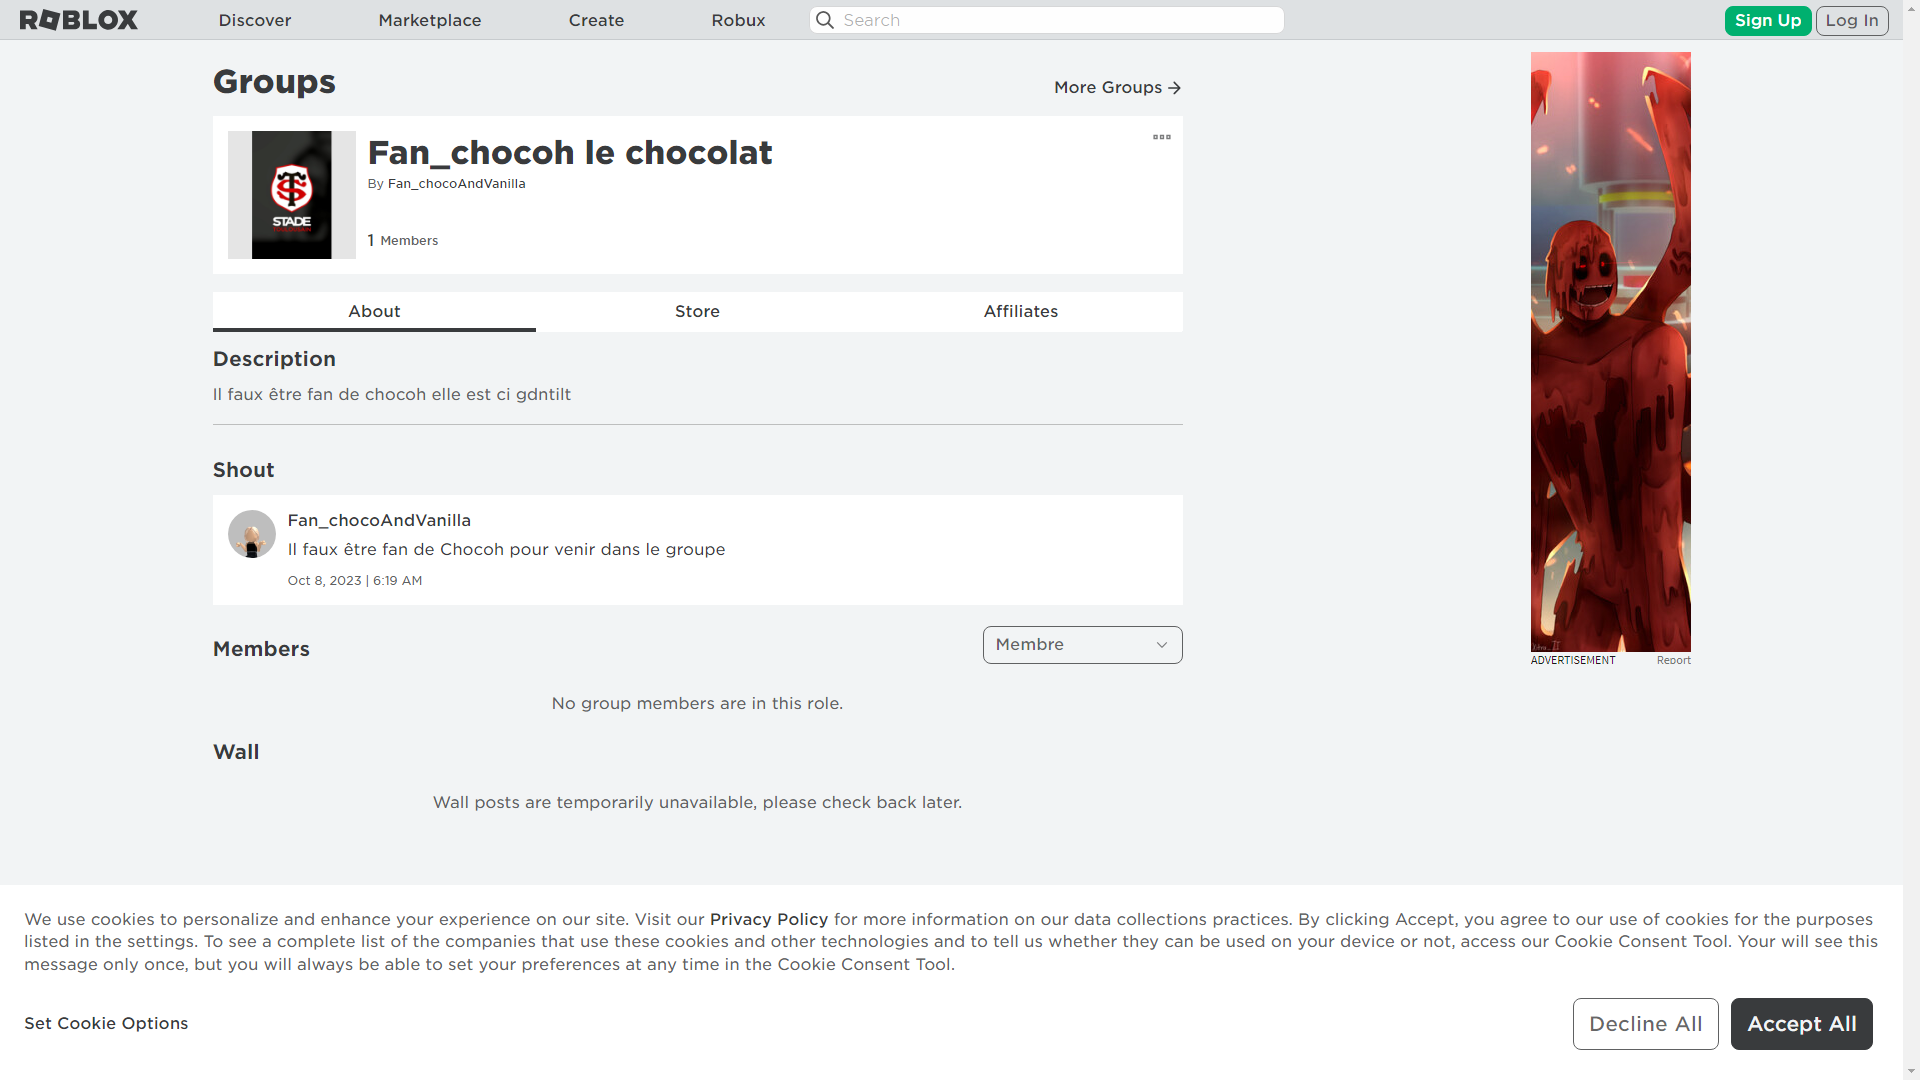 ROBLOX
Discover
Marketplace
Create
Robux
Search
Sign Up
Log In
Groups
More Groups
Fan_chocoh le chocolat
By Fan_chocoAndVanilla
1 Members
STADE
About
Store
Affiliates
Description
Il faux être fan de chocoh elle est ci gdntilt
Shout
Fan_chocoAndVanilla
Il faux être fan de Chocoh pour venir dans le groupe
Oct 8, 2023 | 6:19 AM
Members
Membre
No group members are in this role.
Wall
Wall posts are temporarily unavailable, please check back later.
ADVERTISEMENT
Report
We use cookies to personalize and enhance your experience on our site. Visit our Privacy Policy for more information on our data collections practices. By clicking Accept, you agree to our use of cookies for the purposes
listed in the settings. To see a complete list of the companies that use these cookies and other technologies and to tell us whether they can be used on your device or not, access our Cookie Consent Tool. Your will see this
message only once, but you will always be able to set your preferences at any time in the Cookie Consent Tool.
Set Cookie Options
Decline All
Accept All